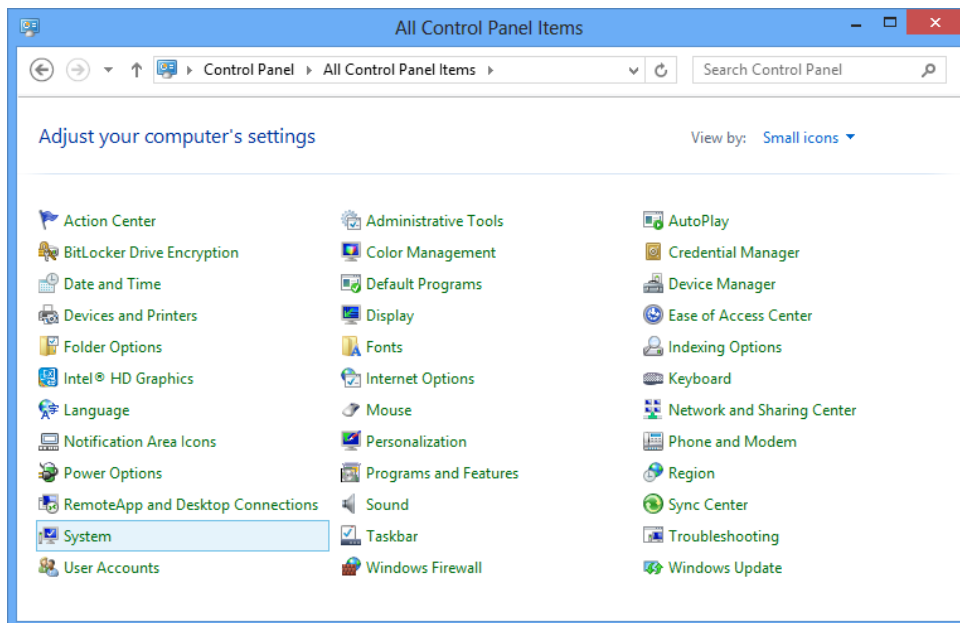 All Control Panel Items
Control Panel All Control Panel Items Search Control Panel
Adjust your computer's settings View by: Small icons
Action Center Administrative Tools AutoPlay
BitLocker Drive Encryption Color Management Credential Manager
Date and Time Default Programs Device Manager
Devices and Printers Display Ease of Access Center
Folder Options Fonts Indexing Options
Intel® HD Graphics Internet Options Keyboard
Language Mouse Network and Sharing Center
Notification Area Icons Personalization Phone and Modem
Power Options Programs and Features Region
RemoteApp and Desktop Connections Sound Sync Center
System Taskbar Troubleshooting
User Accounts Windows Firewall Windows Update